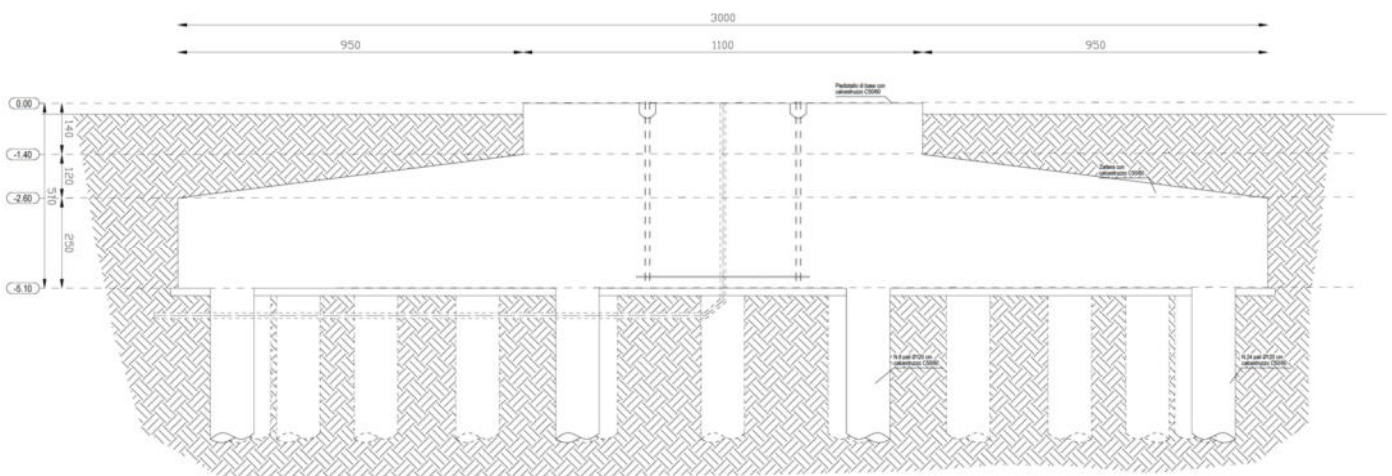 3000
950
1100
950
0.00
Piedistallo di base con
calcestruzzo C50/60
140
-1.40
120
Zattera con
calcestruzzo C50/60
-2.60
510
250
-5.10
N.8 pali Ø120 cm
calcestruzzo C50/60
N.24 pali Ø120 cm
calcestruzzo C50/60